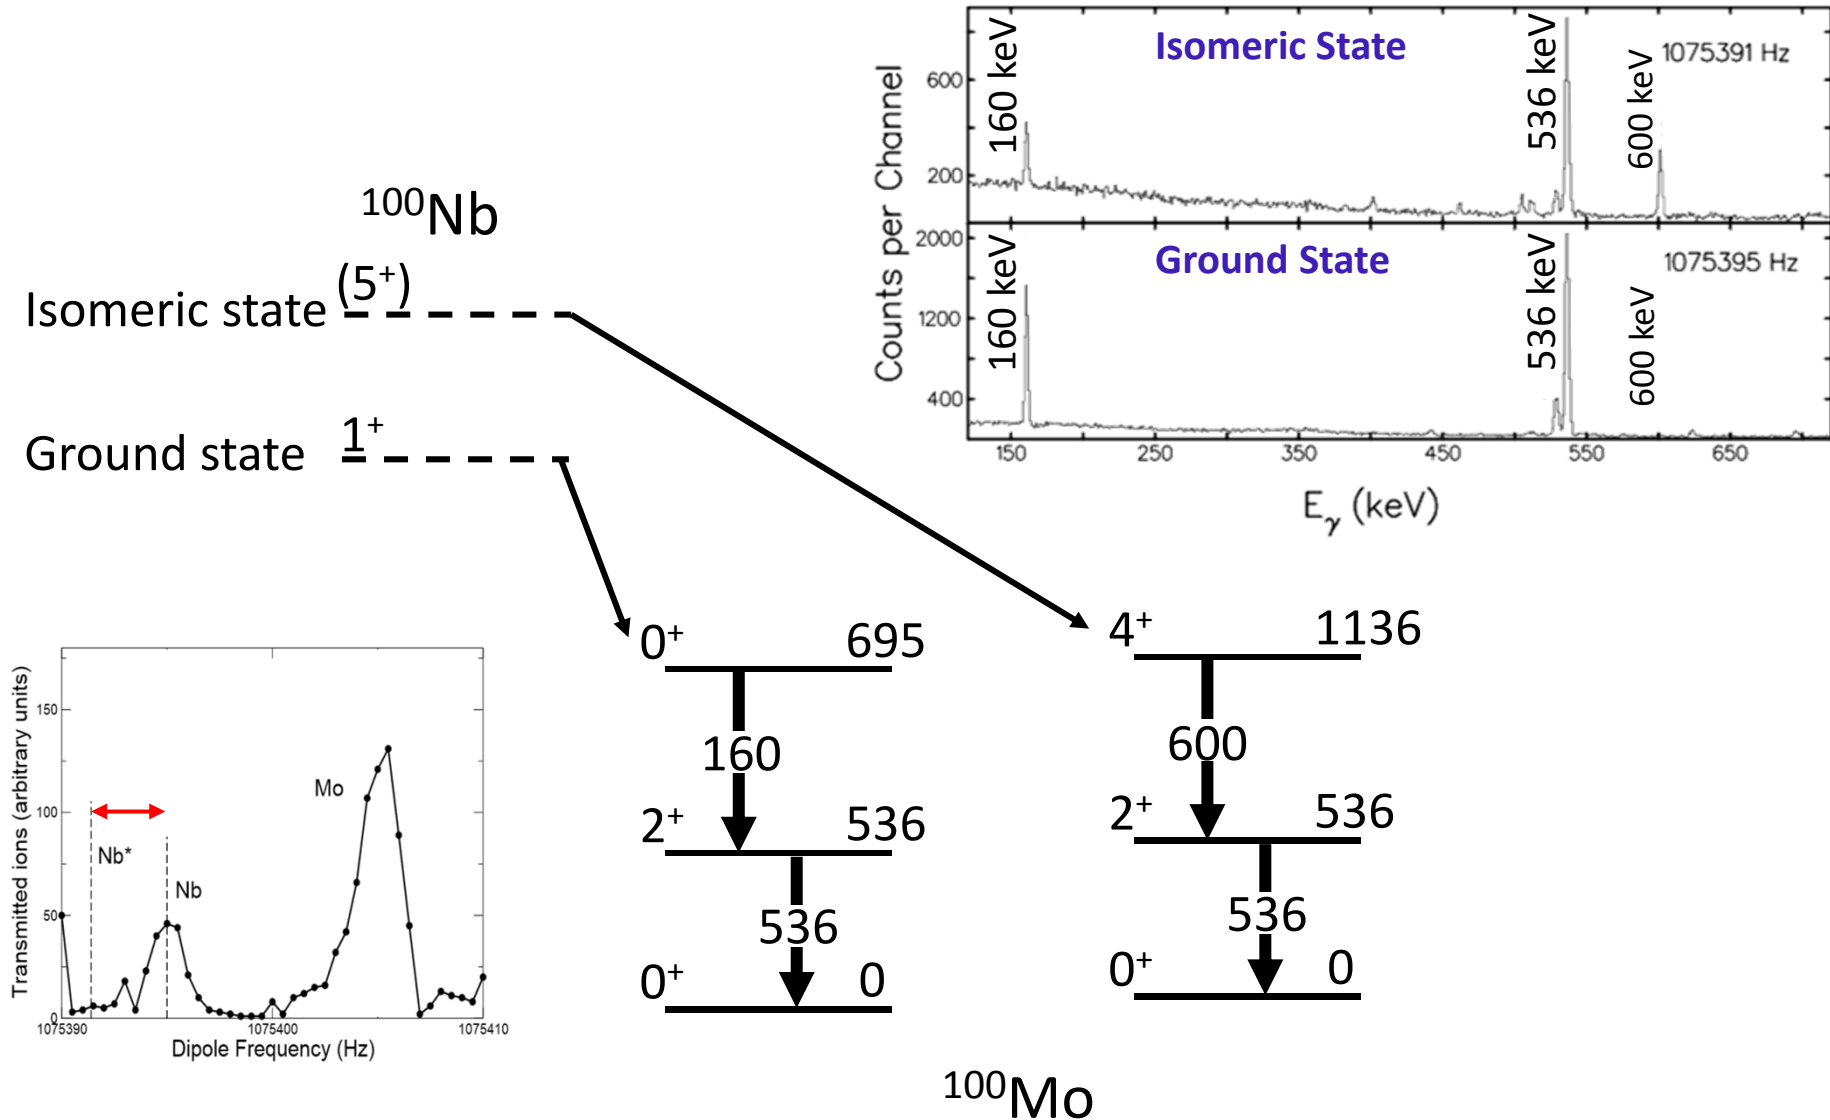 160 keV
Isomeric State
536 keV
600 keV
1075391 Hz
600
200
Counts per Channel
160 keV
Ground State
536 keV
600 keV
1075395 Hz
2000
1200
400
150 250 350 450 550 650
Eγ (keV)
¹⁰⁰Nb
Isomeric state (5⁺)
Ground state 1⁺
0⁺ 695
160
2⁺ 536
536
0⁺ 0
4⁺ 1136
600
2⁺ 536
536
0⁺ 0
¹⁰⁰Mo
Transmitted ions (arbitrary units)
150
100
50
0
Mo
Nb*
Nb
1075390 1075400 1075410
Dipole Frequency (Hz)